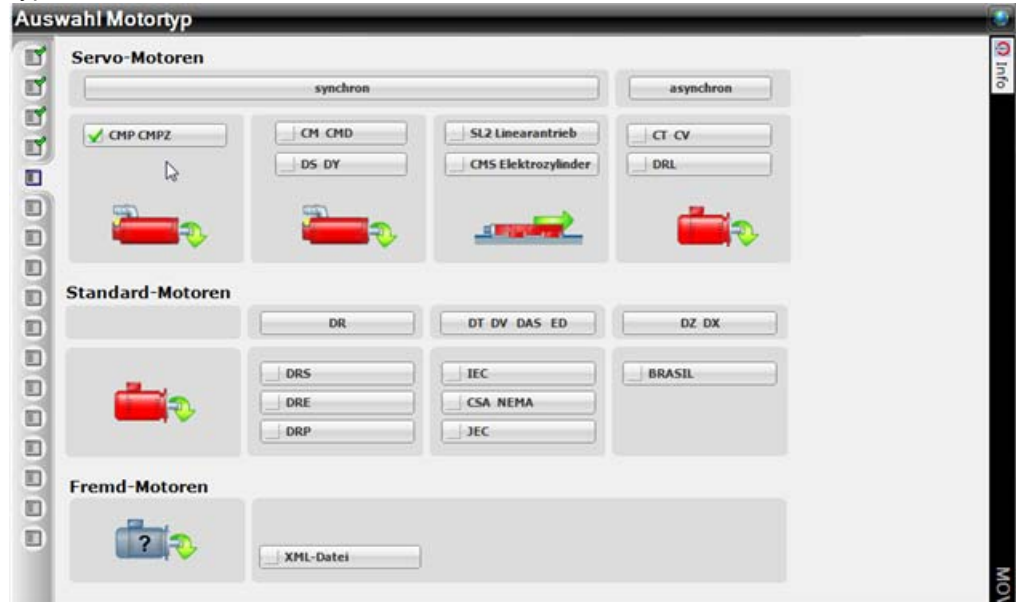 Auswahl Motortyp
Info
Servo-Motoren
synchron
asynchron
CMP CMPZ
CM CMD
SL2 Linearantrieb
CT CV
DS DY
CMS Elektrozylinder
DRL
Standard-Motoren
DR
DT DV DAS ED
DZ DX
DRS
IEC
BRASIL
DRE
CSA NEMA
DRP
JEC
Fremd-Motoren
?
XML-Datei